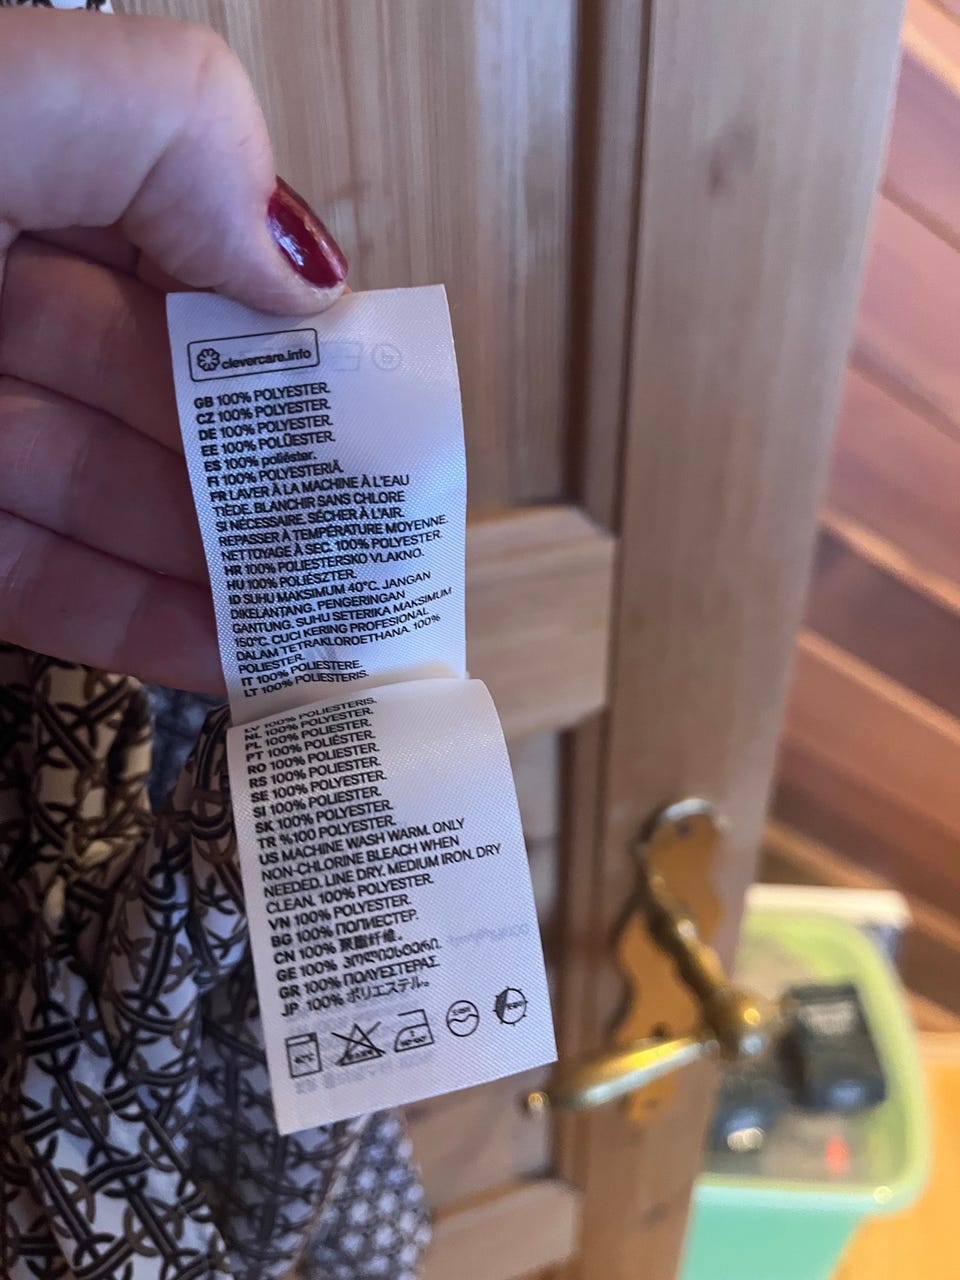 clevercare.info
GB 100% POLYESTER.
CZ 100% POLYESTER.
DE 100% POLYESTER.
EE 100% POLÜESTER.
ES 100% poliéster.
FI 100% POLYESTERIÄ.
FR LAVER À LA MACHINE À L'EAU
TIÈDE. BLANCHIR SANS CHLORE
SI NÉCESSAIRE. SÉCHER À L'AIR.
REPASSER À TEMPÉRATURE MOYENNE.
NETTOYAGE À SEC. 100% POLYESTER.
HR 100% POLIESTERSKO VLAKNO.
HU 100% POLIÉSZTER.
ID SUHU MAKSIMUM 40°C. JANGAN
DIKELANTANG. PENGERINGAN
GANTUNG. SUHU SETERIKA MAKSIMUM
150°C. CUCI KERING PROFESIONAL
DALAM TETRAKLOROETHANA. 100%
POLIESTER.
IT 100% POLIESTERE.
LT 100% POLIESTERIS.
LV 100% POLIESTERIS.
NL 100% POLYESTER.
PL 100% POLIESTER.
PT 100% POLIÉSTER.
RO 100% POLIESTER.
RS 100% POLIESTER.
SE 100% POLYESTER.
SI 100% POLIESTER.
SK 100% POLYESTER.
TR %100 POLYESTER.
US MACHINE WASH WARM. ONLY
NON-CHLORINE BLEACH WHEN
NEEDED. LINE DRY. MEDIUM IRON. DRY
CLEAN. 100% POLYESTER.
VN 100% POLYESTER.
BG 100% ПОЛИЕСТЕР.
CN 100% 聚酯纤维。
GE 100% პოლიესტერი.
GR 100% ΠΟΛΥΕΣΤΕΡΑΣ.
JP 100% ポリエステル。
40°C